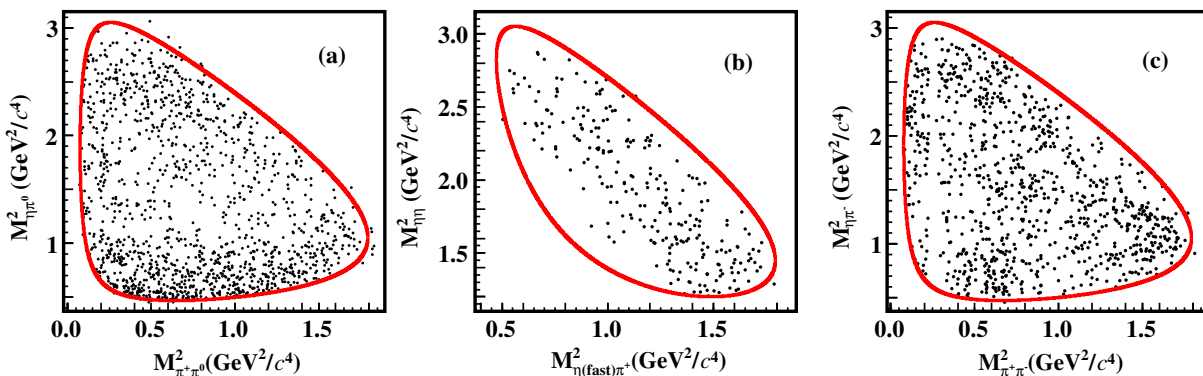 (a)
3
2
1
0.0 0.5 1.0 1.5
M²ηπ⁰ (GeV²/c⁴)
M²π⁺π⁰(GeV²/c⁴)
(b)
3.0
2.5
2.0
1.5
0.5 1.0 1.5
M²ηη (GeV²/c⁴)
M²η(fast)π⁺(GeV²/c⁴)
(c)
3
2
1
0.0 0.5 1.0 1.5
M²ηπ⁻ (GeV²/c⁴)
M²π⁺π⁻(GeV²/c⁴)